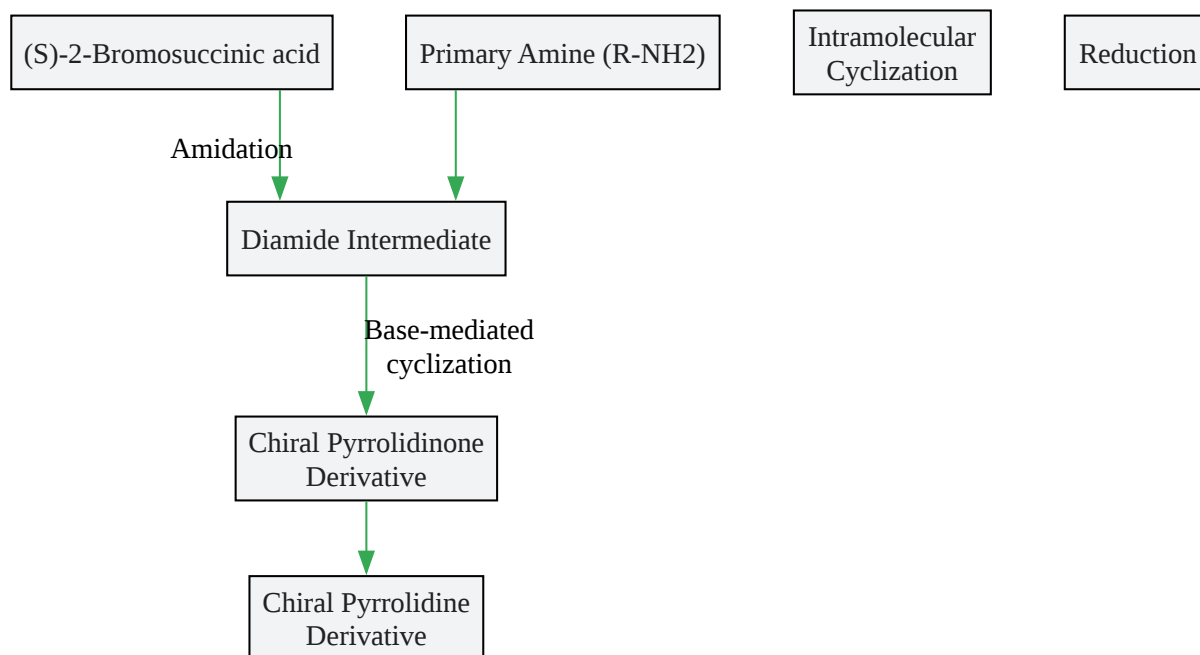 (S)-2-Bromosuccinic acid
Primary Amine (R-NH2)
Intramolecular
Cyclization
Reduction
Amidation
Diamide Intermediate
Base-mediated
cyclization
Chiral Pyrrolidinone
Derivative
Chiral Pyrrolidine
Derivative